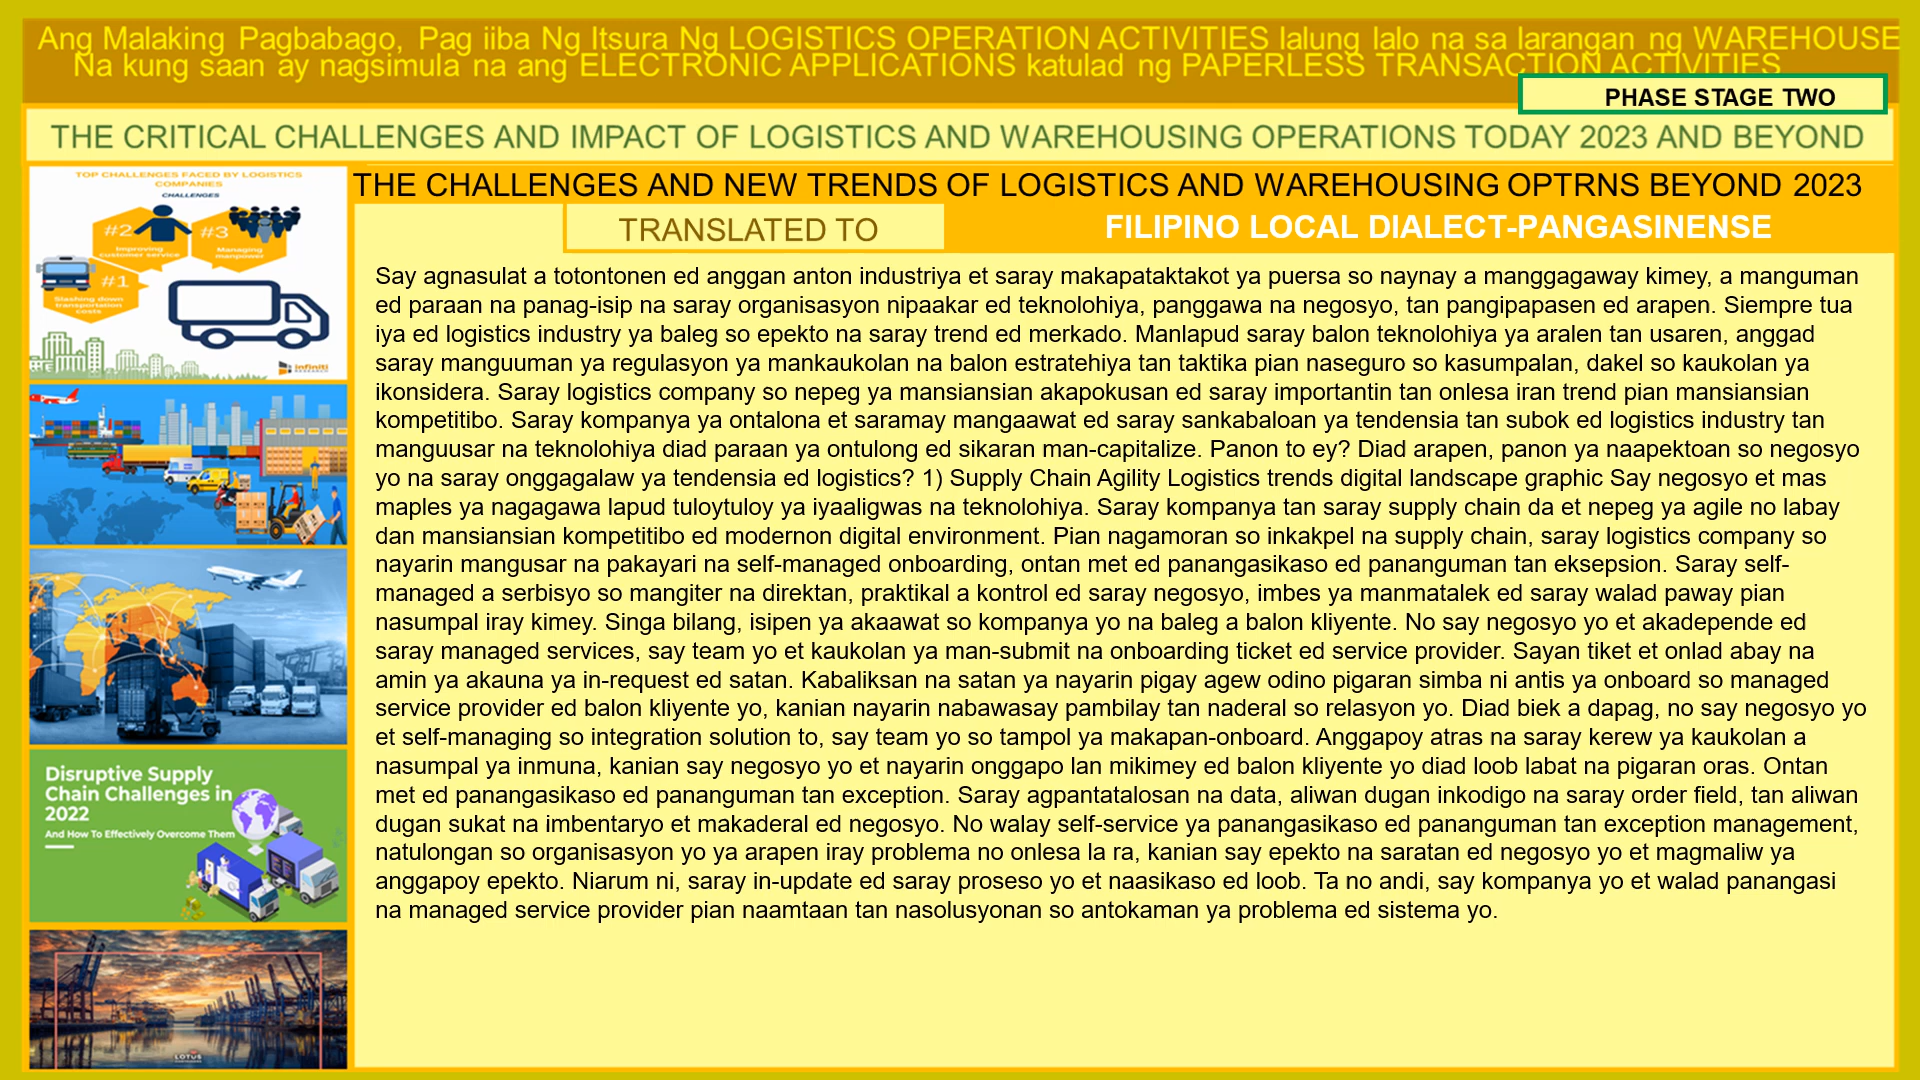 Ang Malaking Pagbabago, Pag iiba Ng Itsura Ng LOGISTICS OPERATION ACTIVITIES lalung lalo na sa larangan ng WAREHOUSE
Na kung saan ay nagsimula na ang ELECTRONIC APPLICATIONS katulad ng PAPERLESS TRANSACTION ACTIVITIES
PHASE STAGE TWO
THE CRITICAL CHALLENGES AND IMPACT OF LOGISTICS AND WAREHOUSING OPERATIONS TODAY 2023 AND BEYOND
TOP CHALLENGES FACED BY LOGISTICS
COMPANIES
CHALLENGES
#2
Improving
customer service
#3
Managing
manpower
#1
Slashing down
transportation
costs
infiniti
RESEARCH
Disruptive Supply
Chain Challenges in
2022
And How To Effectively Overcome Them
LOTUS
THE CHALLENGES AND NEW TRENDS OF LOGISTICS AND WAREHOUSING OPTRNS BEYOND 2023
TRANSLATED TO
FILIPINO LOCAL DIALECT-PANGASINENSE
Say agnasulat a totontonen ed anggan anton industriya et saray makapataktakot ya puersa so naynay a manggagaway kimey, a manguman
ed paraan na panag-isip na saray organisasyon nipaakar ed teknolohiya, panggawa na negosyo, tan pangipapasen ed arapen. Siempre tua
iya ed logistics industry ya baleg so epekto na saray trend ed merkado. Manlapud saray balon teknolohiya ya aralen tan usaren, anggad
saray manguuman ya regulasyon ya mankaukolan na balon estratehiya tan taktika pian naseguro so kasumpalan, dakel so kaukolan ya
ikonsidera. Saray logistics company so nepeg ya mansiansian akapokusan ed saray importantin tan onlesa iran trend pian mansiansian
kompetitibo. Saray kompanya ya ontalona et saramay mangaawat ed saray sankabaloan ya tendensia tan subok ed logistics industry tan
manguusar na teknolohiya diad paraan ya ontulong ed sikaran man-capitalize. Panon to ey? Diad arapen, panon ya naapektoan so negosyo
yo na saray onggagalaw ya tendensia ed logistics? 1) Supply Chain Agility Logistics trends digital landscape graphic Say negosyo et mas
maples ya nagagawa lapud tuloytuloy ya iyaaligwas na teknolohiya. Saray kompanya tan saray supply chain da et nepeg ya agile no labay
dan mansiansian kompetitibo ed modernon digital environment. Pian nagamoran so inkakpel na supply chain, saray logistics company so
nayarin mangusar na pakayari na self-managed onboarding, ontan met ed panangasikaso ed pananguman tan eksepsion. Saray self-
managed a serbisyo so mangiter na direktan, praktikal a kontrol ed saray negosyo, imbes ya manmatalek ed saray walad paway pian
nasumpal iray kimey. Singa bilang, isipen ya akaawat so kompanya yo na baleg a balon kliyente. No say negosyo yo et akadepende ed
saray managed services, say team yo et kaukolan ya man-submit na onboarding ticket ed service provider. Sayan tiket et onlad abay na
amin ya akauna ya in-request ed satan. Kabaliksan na satan ya nayarin pigay agew odino pigaran simba ni antis ya onboard so managed
service provider ed balon kliyente yo, kanian nayarin nabawasay pambilay tan naderal so relasyon yo. Diad biek a dapag, no say negosyo yo
et self-managing so integration solution to, say team yo so tampol ya makapan-onboard. Anggapoy atras na saray kerew ya kaukolan a
nasumpal ya inmuna, kanian say negosyo yo et nayarin onggapo lan mikimey ed balon kliyente yo diad loob labat na pigaran oras. Ontan
met ed panangasikaso ed pananguman tan exception. Saray agpantatalosan na data, aliwan dugan inkodigo na saray order field, tan aliwan
dugan sukat na imbentaryo et makaderal ed negosyo. No walay self-service ya panangasikaso ed pananguman tan exception management,
natulongan so organisasyon yo ya arapen iray problema no onlesa la ra, kanian say epekto na saratan ed negosyo yo et magmaliw ya
anggapoy epekto. Niarum ni, saray in-update ed saray proseso yo et naasikaso ed loob. Ta no andi, say kompanya yo et walad panangasi
na managed service provider pian naamtaan tan nasolusyonan so antokaman ya problema ed sistema yo.